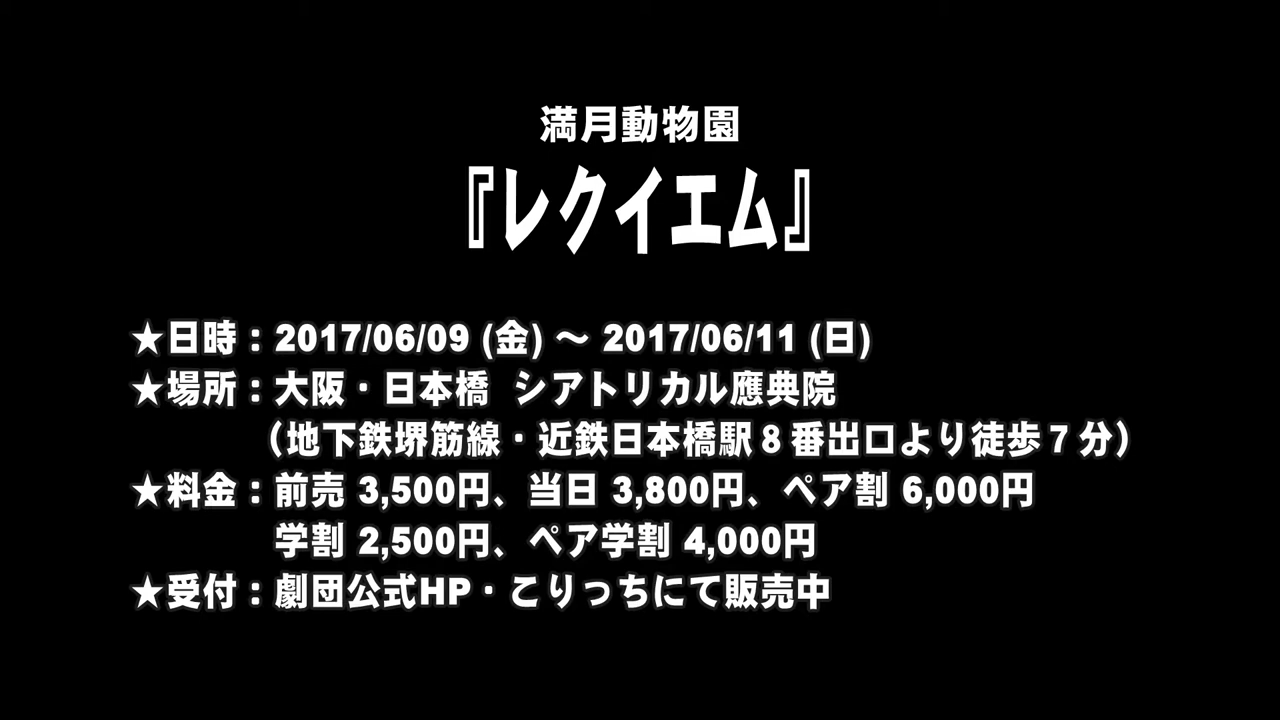 満月動物園
『レクイエム』
★日時：2017/06/09 (金) ～ 2017/06/11 (日)
★場所：大阪・日本橋　シアトリカル應典院
（地下鉄堺筋線・近鉄日本橋駅８番出口より徒歩７分）
★料金：前売 3,500円、当日 3,800円、ペア割 6,000円
学割 2,500円、ペア学割 4,000円
★受付：劇団公式HP・こりっちにて販売中